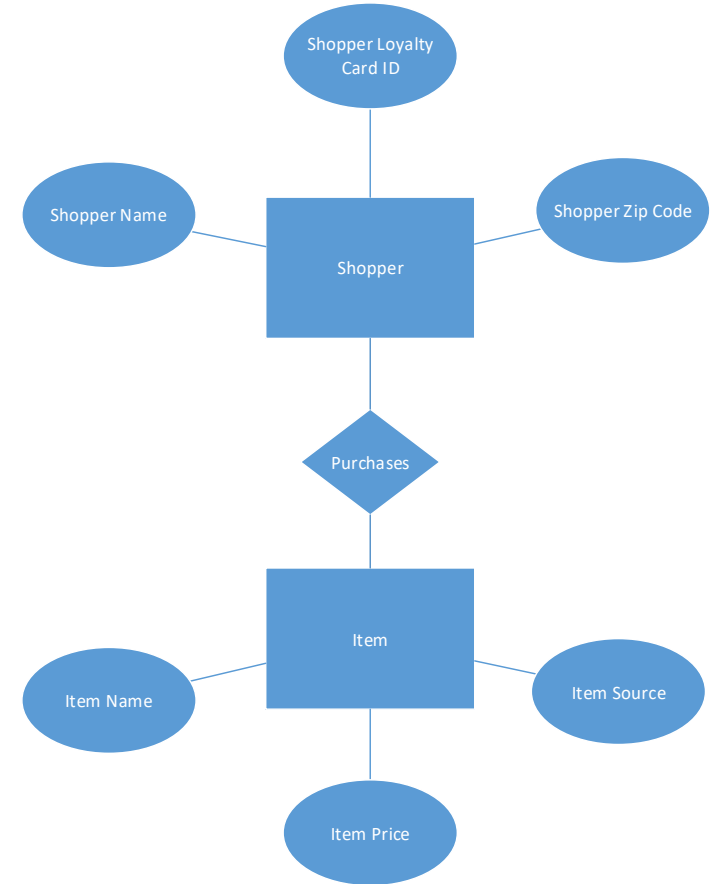 Shopper Loyalty
Card ID
Shopper Name
Shopper Zip Code
Shopper
Purchases
Item
Item Name
Item Source
Item Price